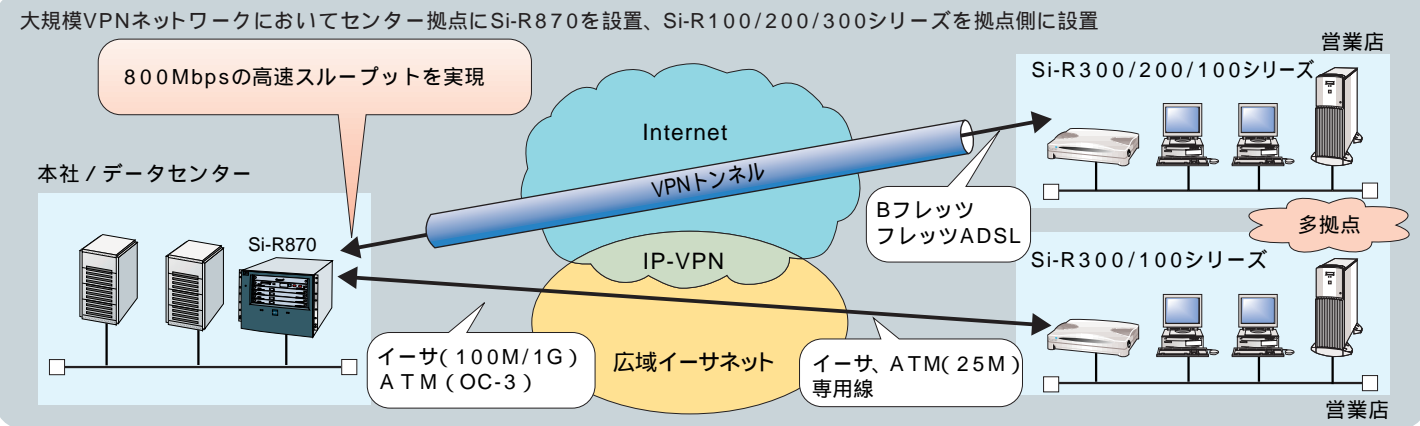 大規模VPNネットワークにおいてセンター拠点にSi-R870を設置、Si-R100/200/300シリーズを拠点側に設置
800Mbpsの高速スループットを実現
本社/データセンター
Si-R870
Internet
VPNトンネル
IP-VPN
広域イーサネット
イーサ(100M/1G)
ATM(OC-3)
Bフレッツ
フレッツADSL
イーサ、ATM(25M)
専用線
営業店
Si-R300/200/100シリーズ
多拠点
Si-R300/100シリーズ
営業店